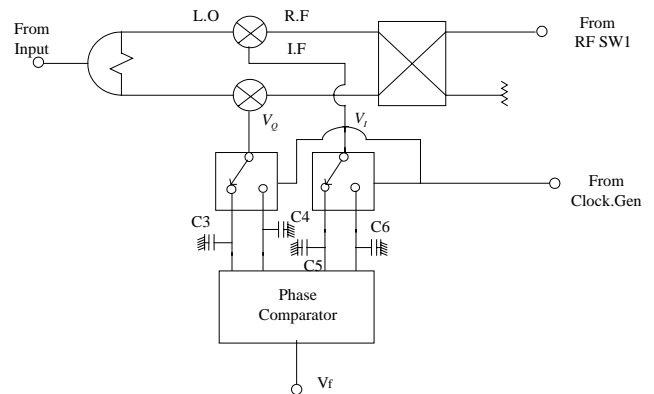 From
Input
L.O
R.F
I.F
From
RF SW1
V_Q
V_I
From
Clock.Gen
C3
C4
C5
C6
Phase
Comparator
Vf